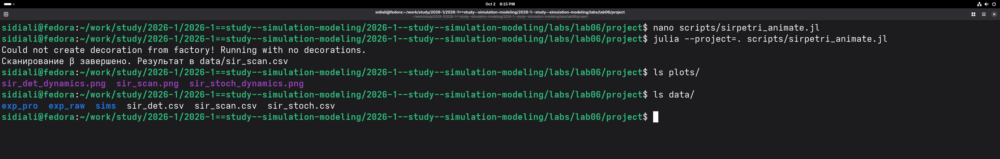 Oct 2 8:15 PM
sidiali@fedora:~/work/study/2026-1/2026-1==study--simulation-modeling/2026-1--study--simulation-modeling/labs/lab06/project
~/work/study/2026-1/2026-1==study--simulation-modeling/2026-1--study--simulation-modeling/labs/lab06/project
sidiali@fedora:~/work/study/2026-1/2026-1==study--simulation-modeling/2026-1--study--simulation-modeling/labs/lab06/project$ nano scripts/sirpetri_animate.jl
sidiali@fedora:~/work/study/2026-1/2026-1==study--simulation-modeling/2026-1--study--simulation-modeling/labs/lab06/project$ julia --project=. scripts/sirpetri_animate.jl
Could not create decoration from factory! Running with no decorations.
Сканирование β завершено. Результат в data/sir_scan.csv
sidiali@fedora:~/work/study/2026-1/2026-1==study--simulation-modeling/2026-1--study--simulation-modeling/labs/lab06/project$ ls plots/
sir_det_dynamics.png sir_scan.png sir_stoch_dynamics.png
sidiali@fedora:~/work/study/2026-1/2026-1==study--simulation-modeling/2026-1--study--simulation-modeling/labs/lab06/project$ ls data/
exp_pro exp_raw sims sir_det.csv sir_scan.csv sir_stoch.csv
sidiali@fedora:~/work/study/2026-1/2026-1==study--simulation-modeling/2026-1--study--simulation-modeling/labs/lab06/project$